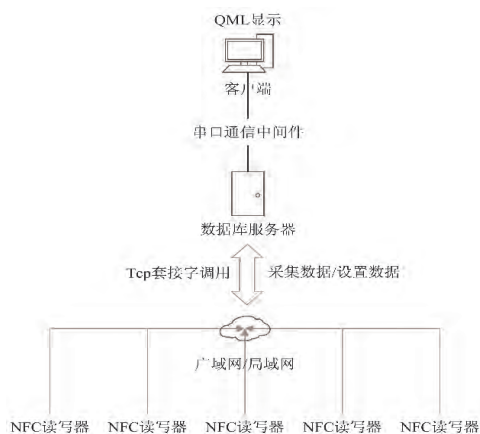 QML显示
客户端
串口通信中间件
数据库服务器
Tcp套接字调用 采集数据/设置数据
广域网/局域网
NFC读写器 NFC读写器 NFC读写器 NFC读写器 NFC读写器